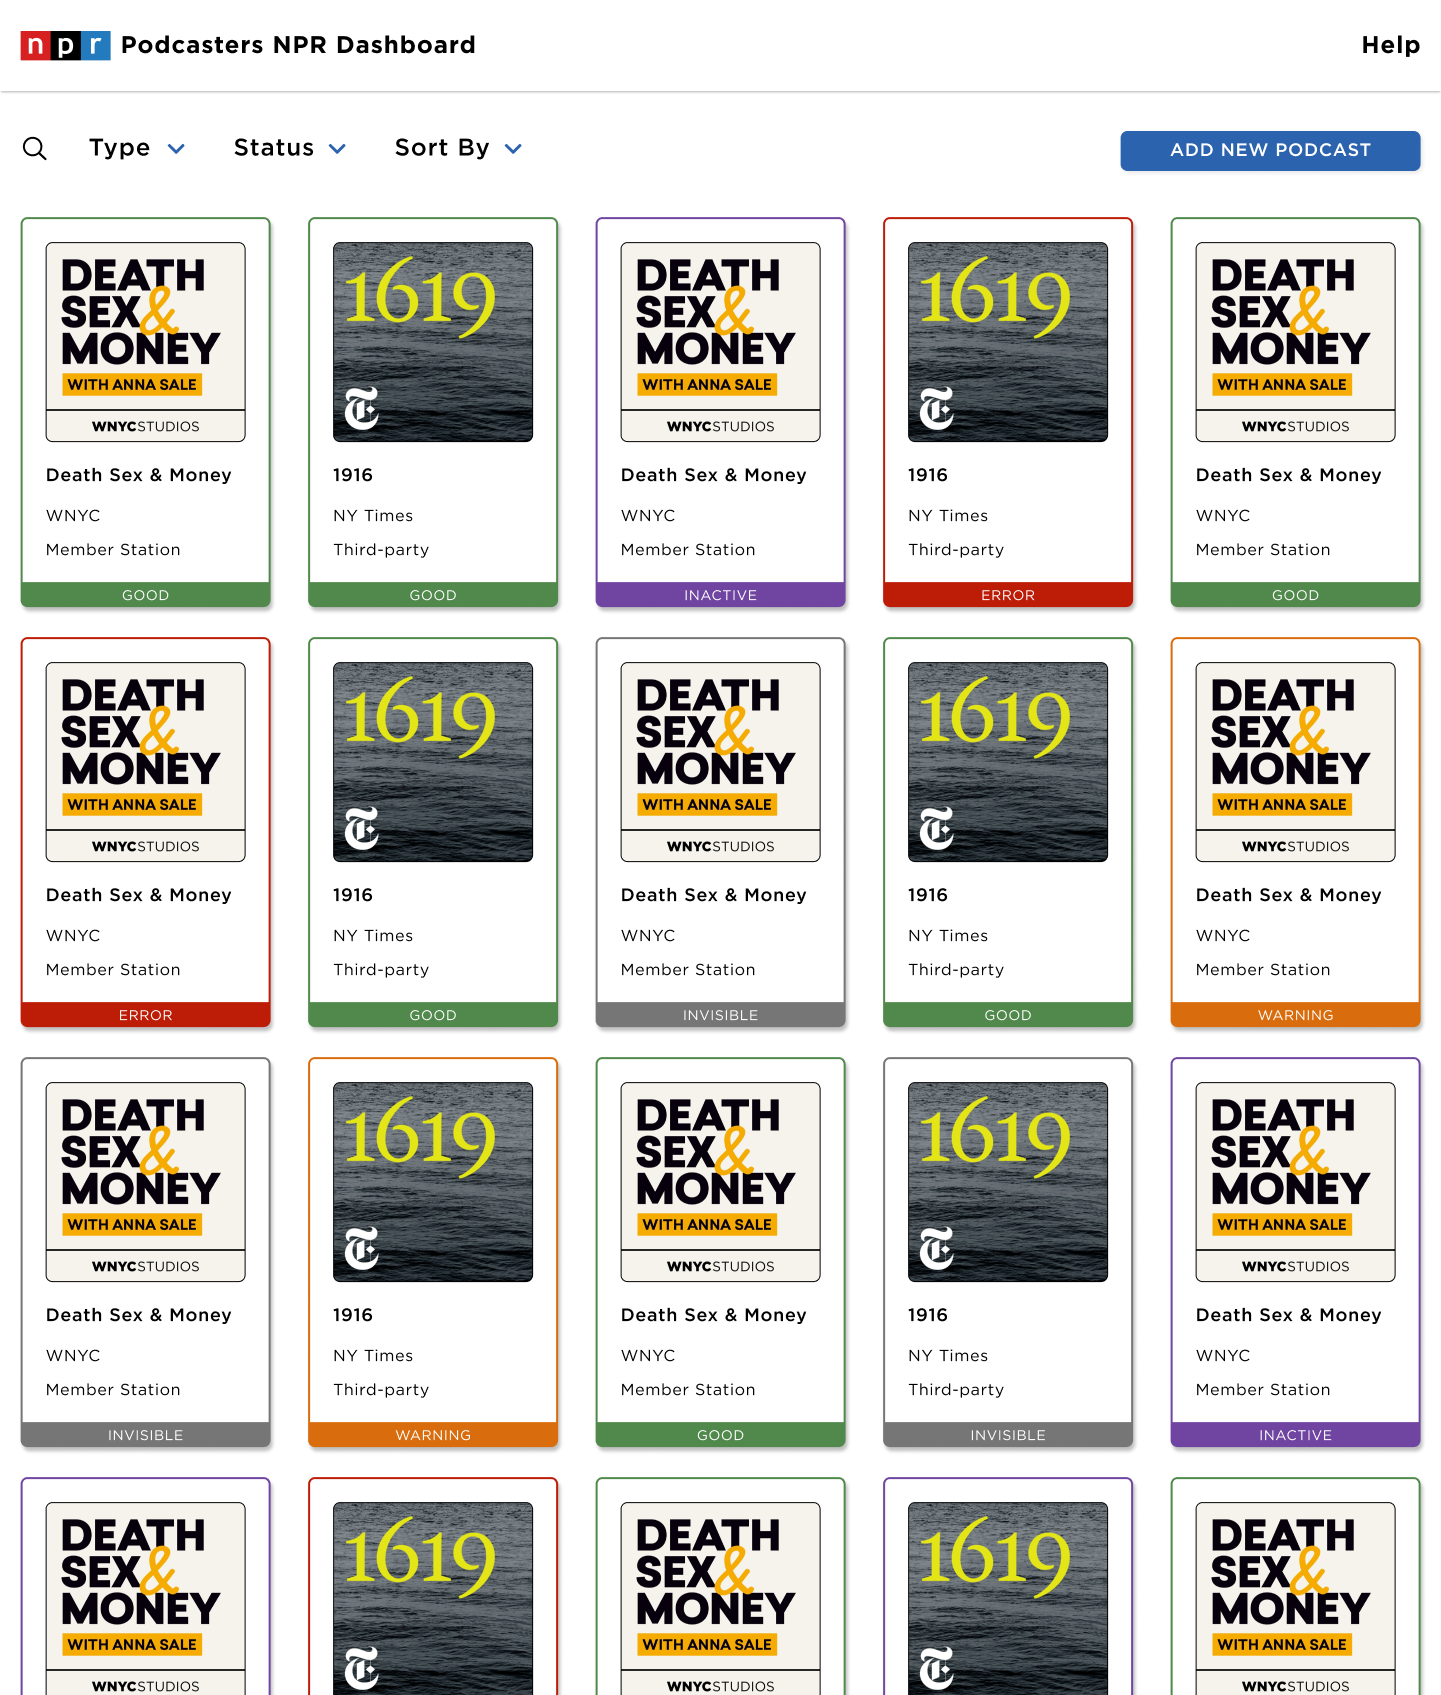 npr Podcasters NPR Dashboard Help
Type Status Sort By ADD NEW PODCAST
DEATH
SEX &
MONEY
WITH ANNA SALE
WNYCSTUDIOS
Death Sex & Money
WNYC
Member Station
GOOD
1619
T
1916
NY Times
Third-party
GOOD
DEATH
SEX &
MONEY
WITH ANNA SALE
WNYCSTUDIOS
Death Sex & Money
WNYC
Member Station
INACTIVE
1619
T
1916
NY Times
Third-party
ERROR
DEATH
SEX &
MONEY
WITH ANNA SALE
WNYCSTUDIOS
Death Sex & Money
WNYC
Member Station
GOOD
DEATH
SEX &
MONEY
WITH ANNA SALE
WNYCSTUDIOS
Death Sex & Money
WNYC
Member Station
ERROR
1619
T
1916
NY Times
Third-party
GOOD
DEATH
SEX &
MONEY
WITH ANNA SALE
WNYCSTUDIOS
Death Sex & Money
WNYC
Member Station
INVISIBLE
1619
T
1916
NY Times
Third-party
GOOD
DEATH
SEX &
MONEY
WITH ANNA SALE
WNYCSTUDIOS
Death Sex & Money
WNYC
Member Station
WARNING
DEATH
SEX &
MONEY
WITH ANNA SALE
WNYCSTUDIOS
Death Sex & Money
WNYC
Member Station
INVISIBLE
1619
T
1916
NY Times
Third-party
WARNING
DEATH
SEX &
MONEY
WITH ANNA SALE
WNYCSTUDIOS
Death Sex & Money
WNYC
Member Station
GOOD
1619
T
1916
NY Times
Third-party
INVISIBLE
DEATH
SEX &
MONEY
WITH ANNA SALE
WNYCSTUDIOS
Death Sex & Money
WNYC
Member Station
INACTIVE
DEATH
SEX &
MONEY
WITH ANNA SALE
WNYCSTUDIOS
1619
T
DEATH
SEX &
MONEY
WITH ANNA SALE
WNYCSTUDIOS
1619
T
DEATH
SEX &
MONEY
WITH ANNA SALE
WNYCSTUDIOS